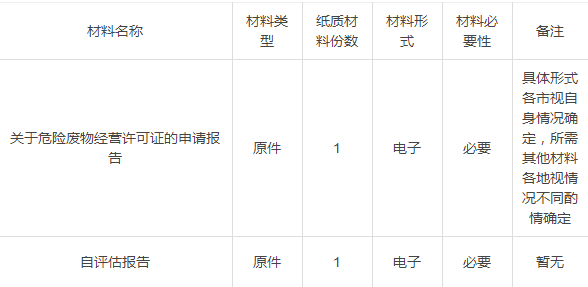 材料名称
材料类
型
纸质材
料份数
材料形
式
材料必
要性
备注
关于危险废物经营许可证的申请报
告
原件
1
电子
必要
具体形式
各市视自
身情况确
定，所需
其他材料
各地视情
况不同酌
情确定
自评估报告
原件
1
电子
必要
暂无